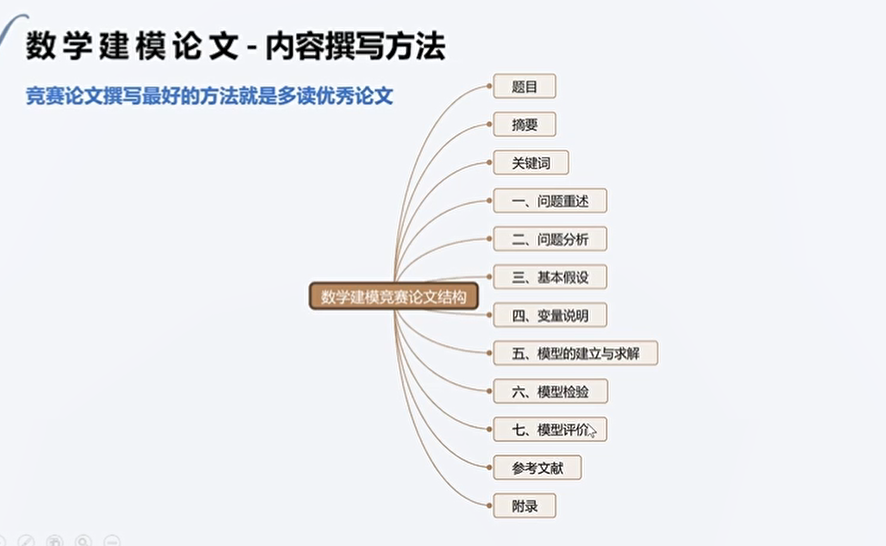 数学建模论文-内容撰写方法
竞赛论文撰写最好的方法就是多读优秀论文
数学建模竞赛论文结构
题目
摘要
关键词
一、问题重述
二、问题分析
三、基本假设
四、变量说明
五、模型的建立与求解
六、模型检验
七、模型评价
参考文献
附录